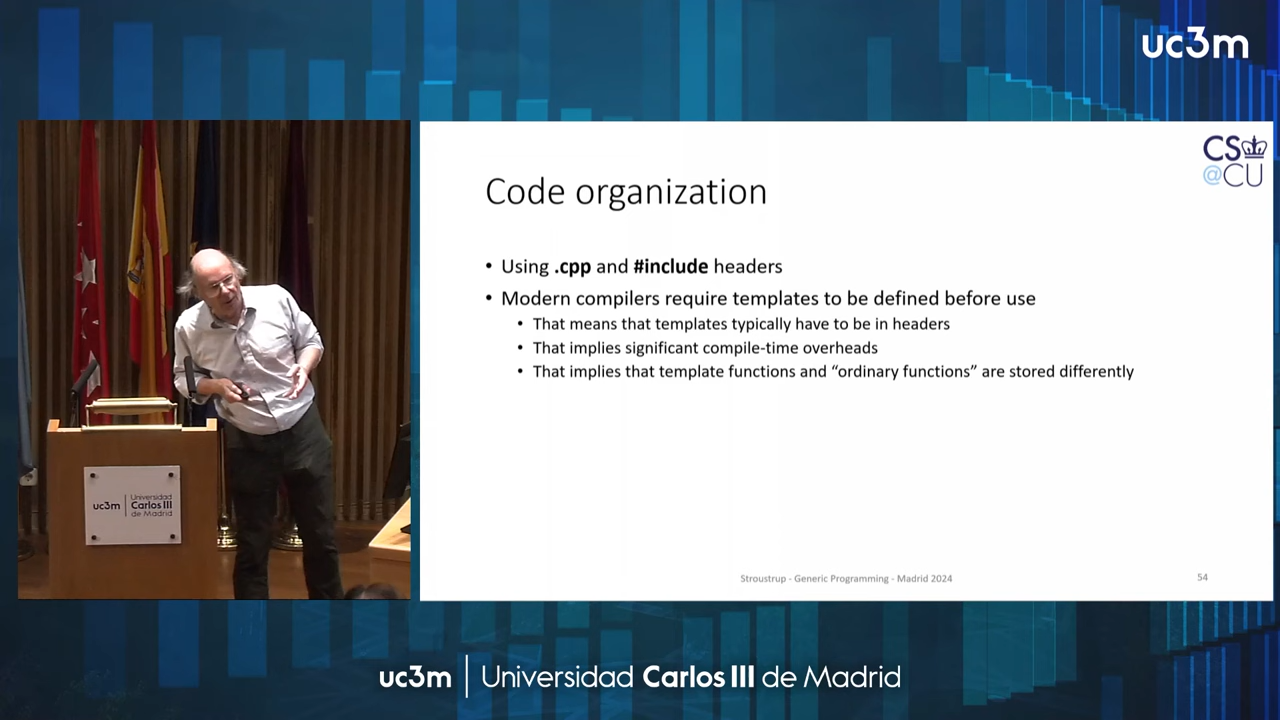 uc3m
CS
@CU
Code organization
• Using .cpp and #include headers
• Modern compilers require templates to be defined before use
• That means that templates typically have to be in headers
• That implies significant compile-time overheads
• That implies that template functions and “ordinary functions” are stored differently
Stroustrup - Generic Programming - Madrid 2024
54
uc3m
Universidad
Carlos III
de Madrid
uc3m | Universidad Carlos III de Madrid